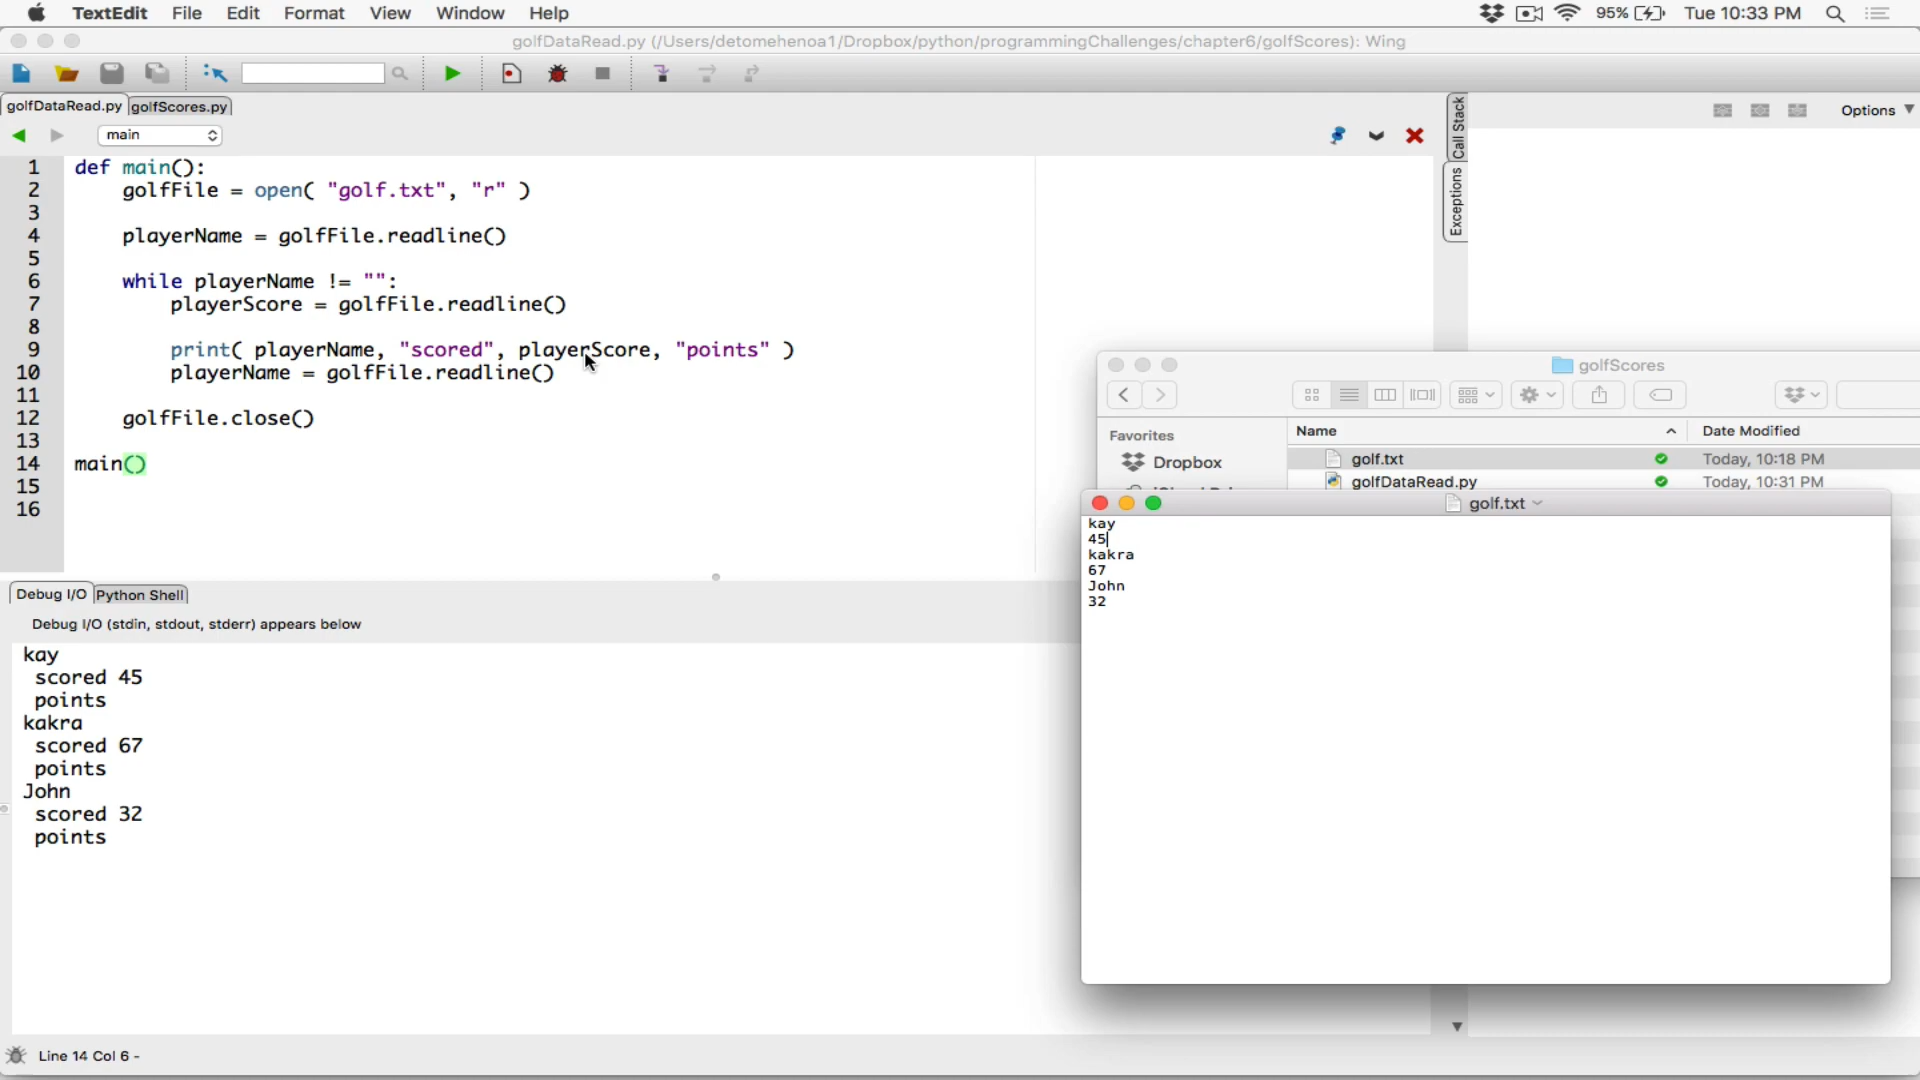 TextEdit File Edit Format View Window Help 95% Tue 10:33 PM
golfDataRead.py (/Users/detomehenoa1/Dropbox/python/programmingChallenges/chapter6/golfScores): Wing
golfDataRead.py golfScores.py
Options
main
Call Stack
Exceptions
1 def main():
2 golfFile = open( "golf.txt", "r" )
3
4 playerName = golfFile.readline()
5
6 while playerName != "":
7 playerScore = golfFile.readline()
8
9 print( playerName, "scored", playerScore, "points" )
10 playerName = golfFile.readline()
11
12 golfFile.close()
13
14 main()
15
16
golfScores
Favorites
Dropbox
Name Date Modified
golf.txt Today, 10:18 PM
golfDataRead.py Today, 10:31 PM
golf.txt
kay
45
kakra
67
John
32
Debug I/O Python Shell
Debug I/O (stdin, stdout, stderr) appears below
kay
scored 45
points
kakra
scored 67
points
John
scored 32
points
Line 14 Col 6 -